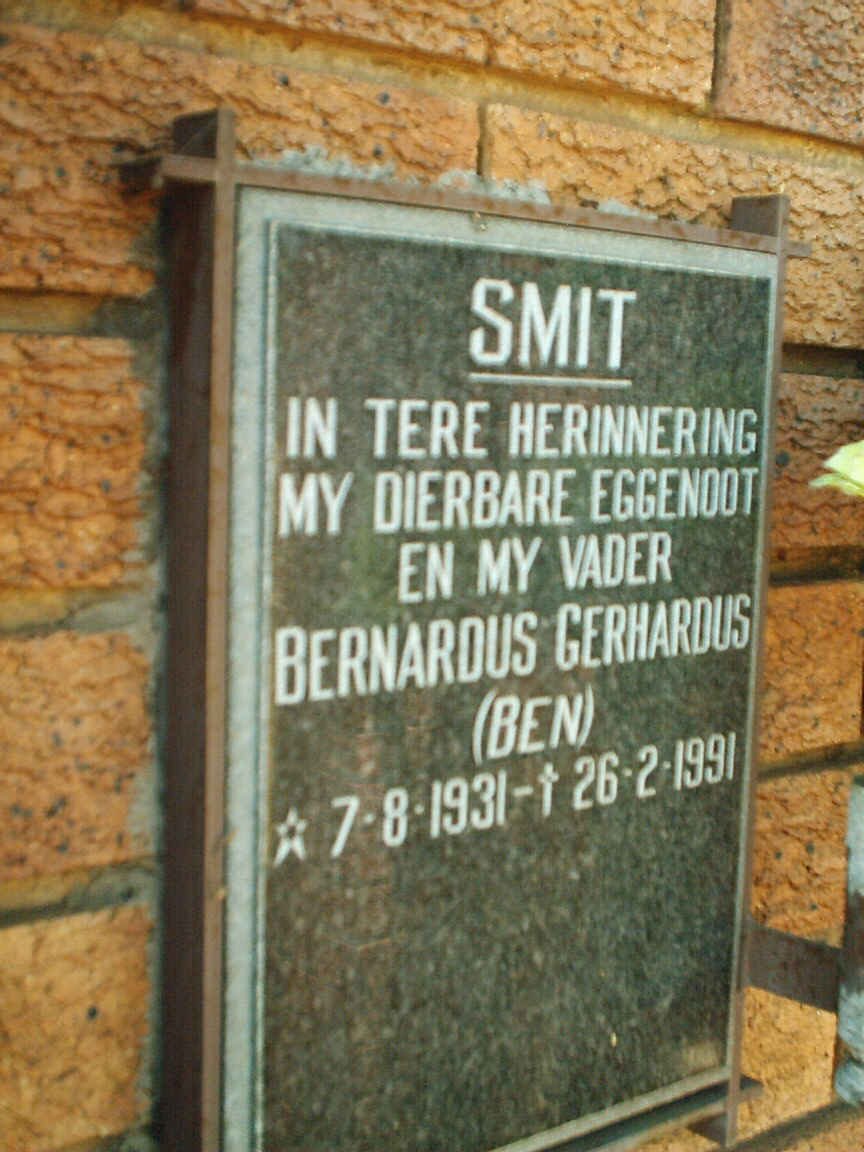 SMIT
IN TERE HERINNERING
MY DIERBARE EGGENOOT
EN MY VADER
BERNARDUS GERHARDUS
(BEN)
☆ 7-8-1931-† 26-2-1991